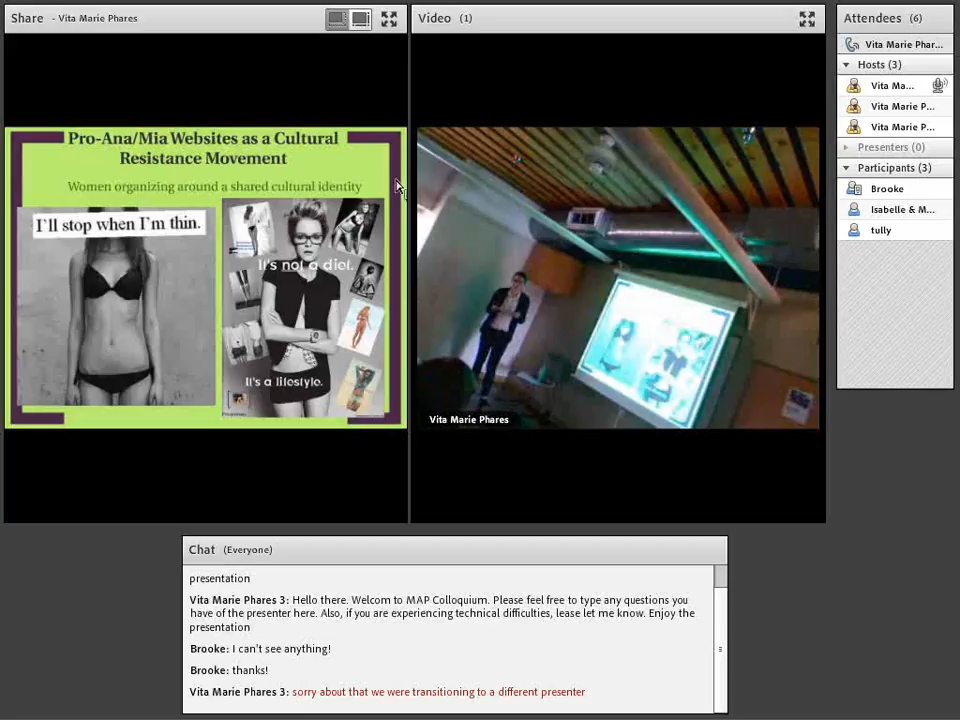 Share - Vita Marie Phares
Video (1)
Attendees (6)
Vita Marie Phar...
Hosts (3)
Vita Ma...
Vita Marie P...
Vita Marie P...
Presenters (0)
Participants (3)
Brooke
Isabelle & M...
tully
Pro-Ana/Mia Websites as a Cultural
Resistance Movement
Women organizing around a shared cultural identity
I'll stop when I'm thin.
It's not a diet.
It's a lifestyle.
Vita Marie Phares
Chat (Everyone)
presentation
Vita Marie Phares 3: Hello there. Welcom to MAP Colloquium. Please feel free to type any questions you
have of the presenter here. Also, if you are experiencing technical difficulties, lease let me know. Enjoy the
presentation
Brooke: I can't see anything!
Brooke: thanks!
Vita Marie Phares 3: sorry about that we were transitioning to a different presenter